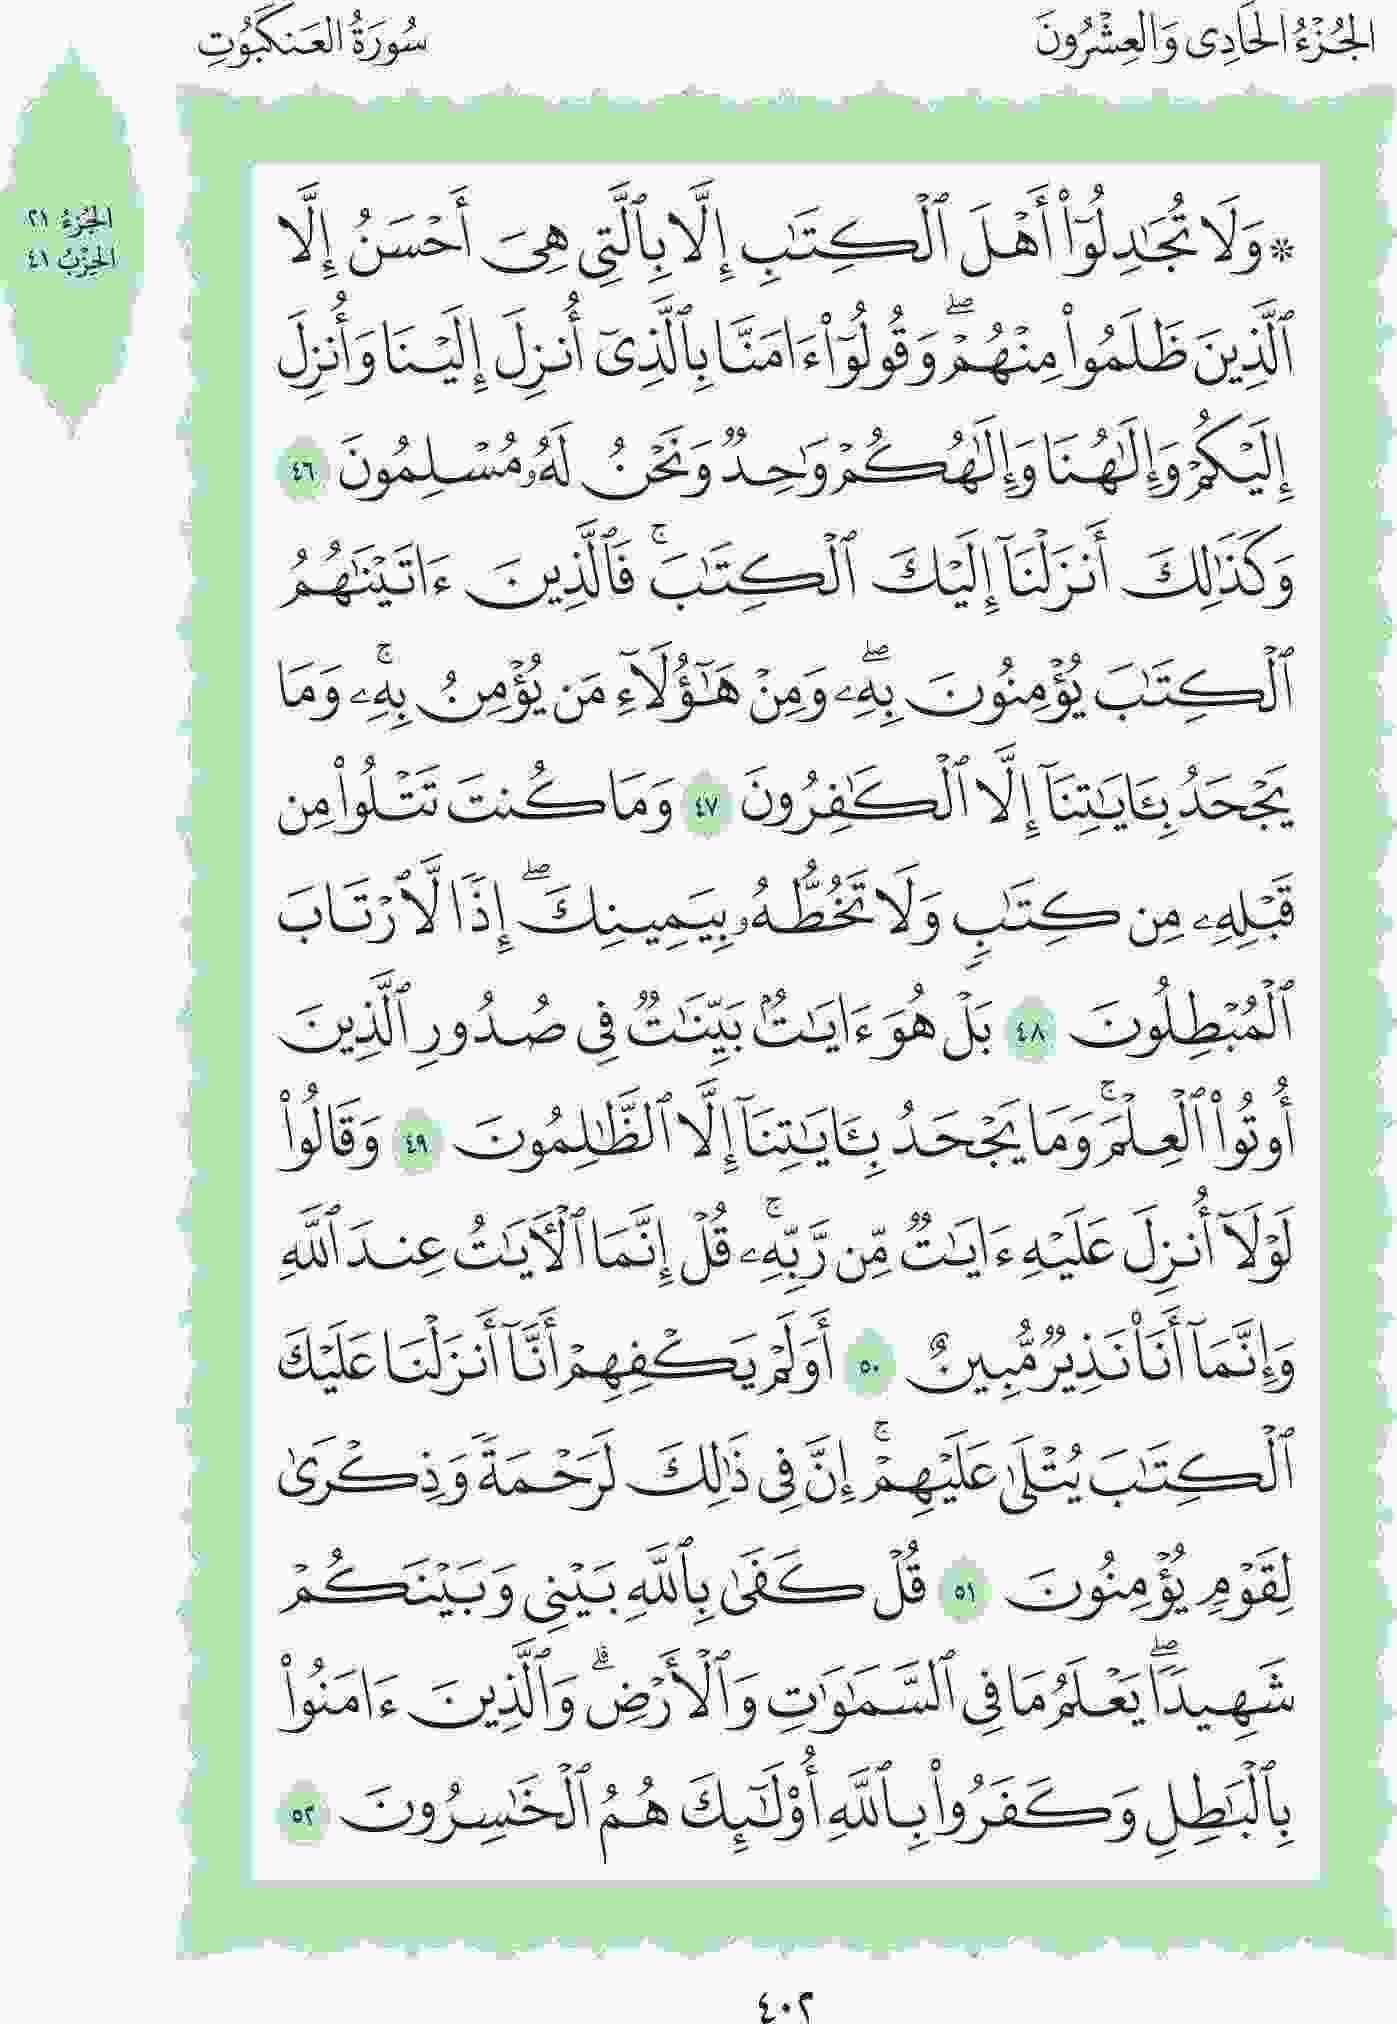 الجُزْءُ الحَادِي وَالعِشْرُونَ
سُورَةُ العَنكَبُوتِ
الجُزْءُ ٢١
الحِزْبُ ٤١
* وَلَا تُجَٰدِلُوٓا۟ أَهْلَ ٱلْكِتَٰبِ إِلَّا بِٱلَّتِى هِىَ أَحْسَنُ إِلَّا
ٱلَّذِينَ ظَلَمُوا۟ مِنْهُمْۖ وَقُولُوٓا۟ ءَامَنَّا بِٱلَّذِىٓ أُنزِلَ إِلَيْنَا وَأُنزِلَ
إِلَيْكُمْ وَإِلَٰهُنَا وَإِلَٰهُكُمْ وَٰحِدٌ وَنَحْنُ لَهُۥ مُسْلِمُونَ ٤٦
وَكَذَٰلِكَ أَنزَلْنَآ إِلَيْكَ ٱلْكِتَٰبَۚ فَٱلَّذِينَ ءَاتَيْنَٰهُمُ
ٱلْكِتَٰبَ يُؤْمِنُونَ بِهِۦۖ وَمِنْ هَٰٓؤُلَآءِ مَن يُؤْمِنُ بِهِۦۚ وَمَا
يَجْحَدُ بِـَٔايَٰتِنَآ إِلَّا ٱلْكَٰفِرُونَ ٤٧ وَمَا كُنتَ تَتْلُوا۟ مِن
قَبْلِهِۦ مِن كِتَٰبٍ وَلَا تَخُطُّهُۥ بِيَمِينِكَۖ إِذًا لَّٱرْتَابَ
ٱلْمُبْطِلُونَ ٤٨ بَلْ هُوَ ءَايَٰتٌۢ بَيِّنَٰتٌ فِى صُدُورِ ٱلَّذِينَ
أُوتُوا۟ ٱلْعِلْمَۚ وَمَا يَجْحَدُ بِـَٔايَٰتِنَآ إِلَّا ٱلظَّٰلِمُونَ ٤٩ وَقَالُوا۟
لَوْلَآ أُنزِلَ عَلَيْهِ ءَايَٰتٌ مِّن رَّبِّهِۦۚ قُلْ إِنَّمَا ٱلْـَٔايَٰتُ عِندَ ٱللَّهِ
وَإِنَّمَآ أَنَا۠ نَذِيرٌ مُّبِينٌ ٥٠ أَوَلَمْ يَكْفِهِمْ أَنَّآ أَنزَلْنَا عَلَيْكَ
ٱلْكِتَٰبَ يُتْلَىٰ عَلَيْهِمْۚ إِنَّ فِى ذَٰلِكَ لَرَحْمَةً وَذِكْرَىٰ
لِقَوْمٍ يُؤْمِنُونَ ٥١ قُلْ كَفَىٰ بِٱللَّهِ بَيْنِى وَبَيْنَكُمْ
شَهِيدًاۖ يَعْلَمُ مَا فِى ٱلسَّمَٰوَٰتِ وَٱلْأَرْضِۗ وَٱلَّذِينَ ءَامَنُوا۟
بِٱلْبَٰطِلِ وَكَفَرُوا۟ بِٱللَّهِ أُو۟لَٰٓئِكَ هُمُ ٱلْخَٰسِرُونَ ٥٢
٤٠٢